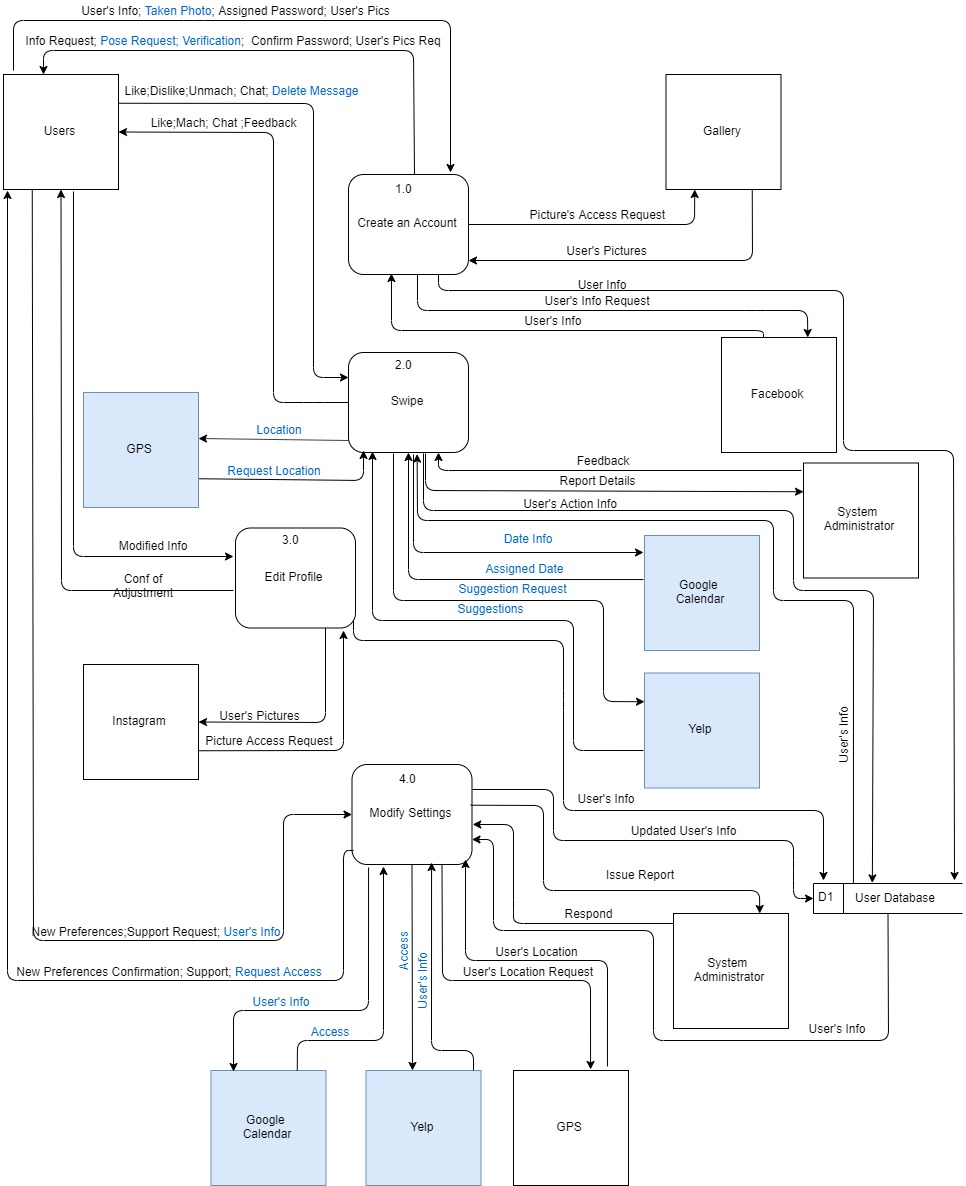 User's Info; Taken Photo; Assigned Password; User's Pics
Info Request; Pose Request; Verification; Confirm Password; User's Pics Req
Like;Dislike;Unmach; Chat; Delete Message
Like;Mach; Chat ;Feedback
Users
Gallery
1.0
Create an Account
Picture's Access Request
User's Pictures
User Info
User's Info Request
User's Info
2.0
Swipe
Facebook
GPS
Location
Request Location
Feedback
Report Details
User's Action Info
System
Administrator
Date Info
Assigned Date
Suggestion Request
Suggestions
Google
Calendar
3.0
Edit Profile
Modified Info
Conf of
Adjustment
Instagram
User's Pictures
Picture Access Request
Yelp
User's Info
4.0
Modify Settings
User's Info
Updated User's Info
Issue Report
Respond
D1
User Database
New Preferences;Support Request; User's Info
New Preferences Confirmation; Support; Request Access
Access
User's Info
User's Location
User's Location Request
System
Administrator
User's Info
User's Info
Access
Google
Calendar
Yelp
GPS